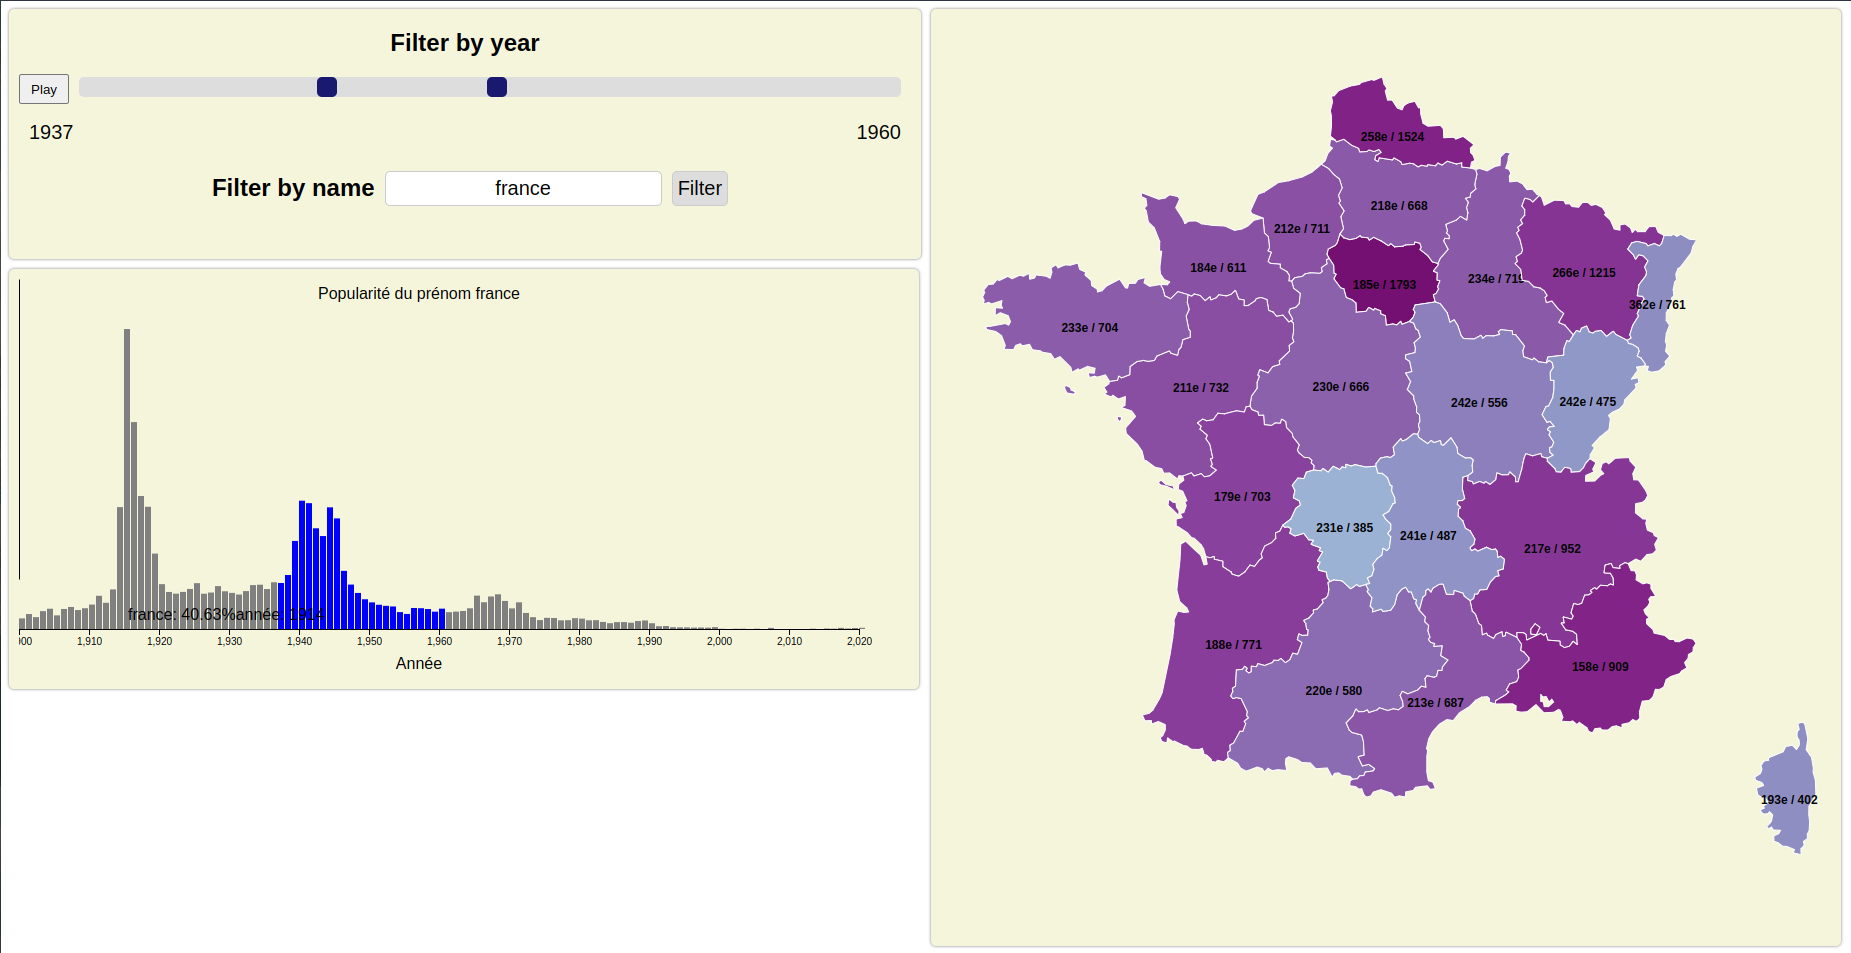 Filter by year
Play
1937 1960
Filter by name france Filter
Popularité du prénom france
france: 40.63%année: 1914
00 1,910 1,920 1,930 1,940 1,950 1,960 1,970 1,980 1,990 2,000 2,010 2,020
Année
258e / 1524
218e / 668
212e / 711
184e / 611
185e / 1793
234e / 719
266e / 1215
362e / 761
233e / 704
211e / 732
230e / 666
242e / 556
242e / 475
179e / 703
231e / 385
241e / 487
217e / 952
188e / 771
220e / 580
213e / 687
158e / 909
193e / 402